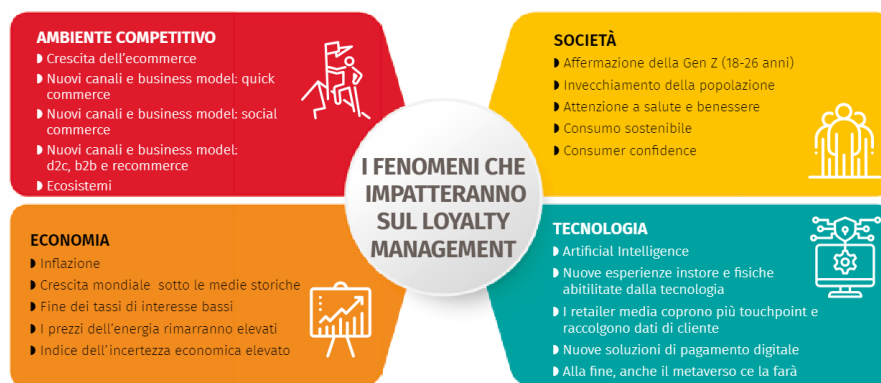 AMBIENTE COMPETITIVO
Crescita dell'ecommerce
Nuovi canali e business model: quick
commerce
Nuovi canali e business model: social
commerce
Nuovi canali e business model:
d2c, b2b e recommerce
Ecosistemi
SOCIETÀ
Affermazione della Gen Z (18-26 anni)
Invecchiamento della popolazione
Attenzione a salute e benessere
Consumo sostenibile
Consumer confidence
I FENOMENI CHE
IMPATTERANNO
SUL LOYALTY
MANAGEMENT
ECONOMIA
Inflazione
Crescita mondiale sotto le medie storiche
Fine dei tassi di interesse bassi
I prezzi dell'energia rimarranno elevati
Indice dell'incertezza economica elevato
TECNOLOGIA
Artificial Intelligence
Nuove esperienze instore e fisiche
abitilitate dalla tecnologia
I retailer media coprono più touchpoint e
raccolgono dati di cliente
Nuove soluzioni di pagamento digitale
Alla fine, anche il metaverso ce la farà